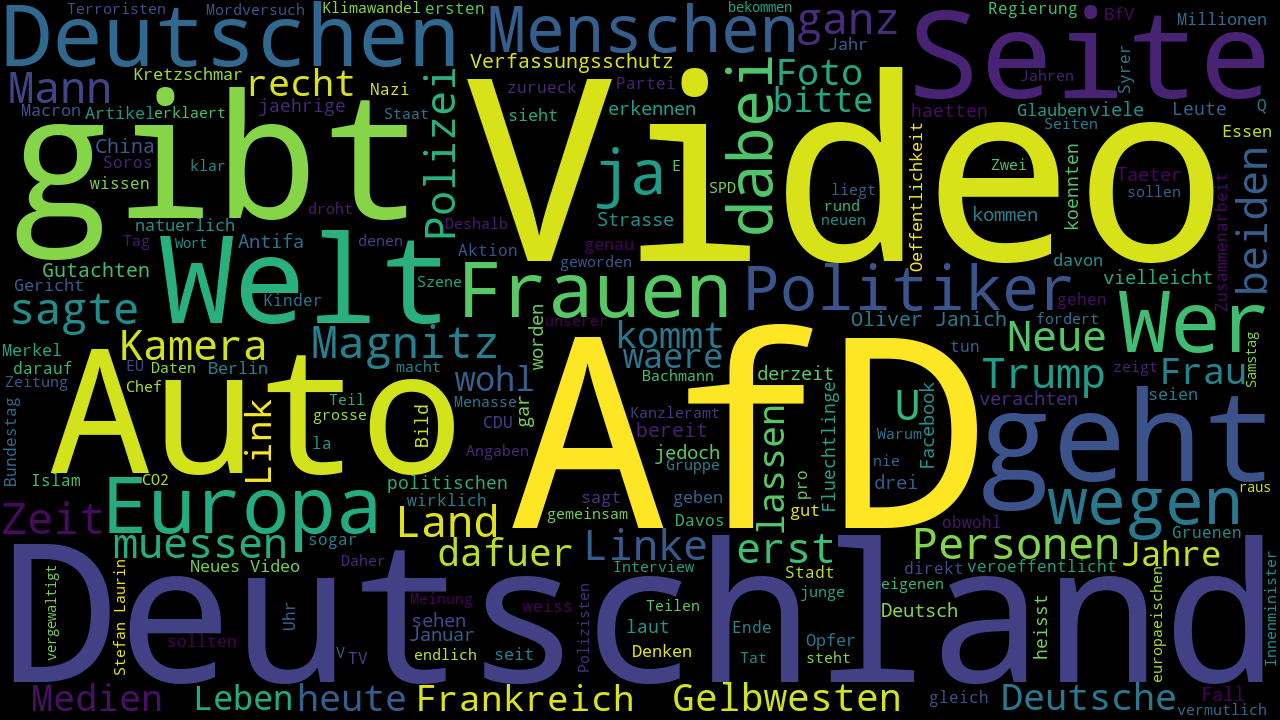 Terroristen Mordversuch Klimawandel ersten bekommen Regierung BfV Millionen
Deutschen Menschen ganz Seite
Jahr Syrer
Verfassungsschutz
Mann Kretzschmar recht Nazi Polizei zurueck Partei dabei Foto Jahren
Macron Artikel erklaert jaehrige Staat sieht erkennen bitte haetten Glauben viele Leute Q
gibt Video
China Seiten Essen
Soros klar ja E SPD Oeffentlichkeit Zwei koennten Taeter beiden
wissen liegt sollen
droht Strasse rund neuen kommen
natuerlich Deshalb Zusammenarbeit
Tag Wort Antifa denen Aktion genau davon
Welt
Gutachten geworden vielleicht
Gericht Kinder Szene Frauen Politiker gehen
sagte unserer Oliver Janich fordert Wer
Merkel Kamera Magnitz worden kommt Neue Samstag
darauf EU Daten Berlin macht waere tun zeigt Frau
Zeitung Chef Bachmann derzeit Trump
Auto AfD
Teil wohl Menasse gar verachten seien
Bundestag Link grosse Bild CDU Kanzleramt U Facebook geht
la Angaben bereit lassen Warum
jedoch Fluechtlinge
Islam CO2 Gruppe nie raus
politischen pro drei
Europa wirklich sagt geben gut wegen
Zeit Land gemeinsam Davos obwohl
muessen sogar Linke erst Personen Gruenen
dafuer Jahre
Neues Video Daher Interview Stadt direkt veroeffentlicht
Deutschland
vergewaltigt Stefan Laurin Uhr Meinung weiss Polizisten Teilen junge eigenen europaeischen Innenminister
sehen Deutsch
sollten Januar laut Ende Opfer heisst
V TV endlich seit Denken Tat steht
Medien Leben heute Frankreich Gelbwesten gleich Deutsche Fall
vermutlich